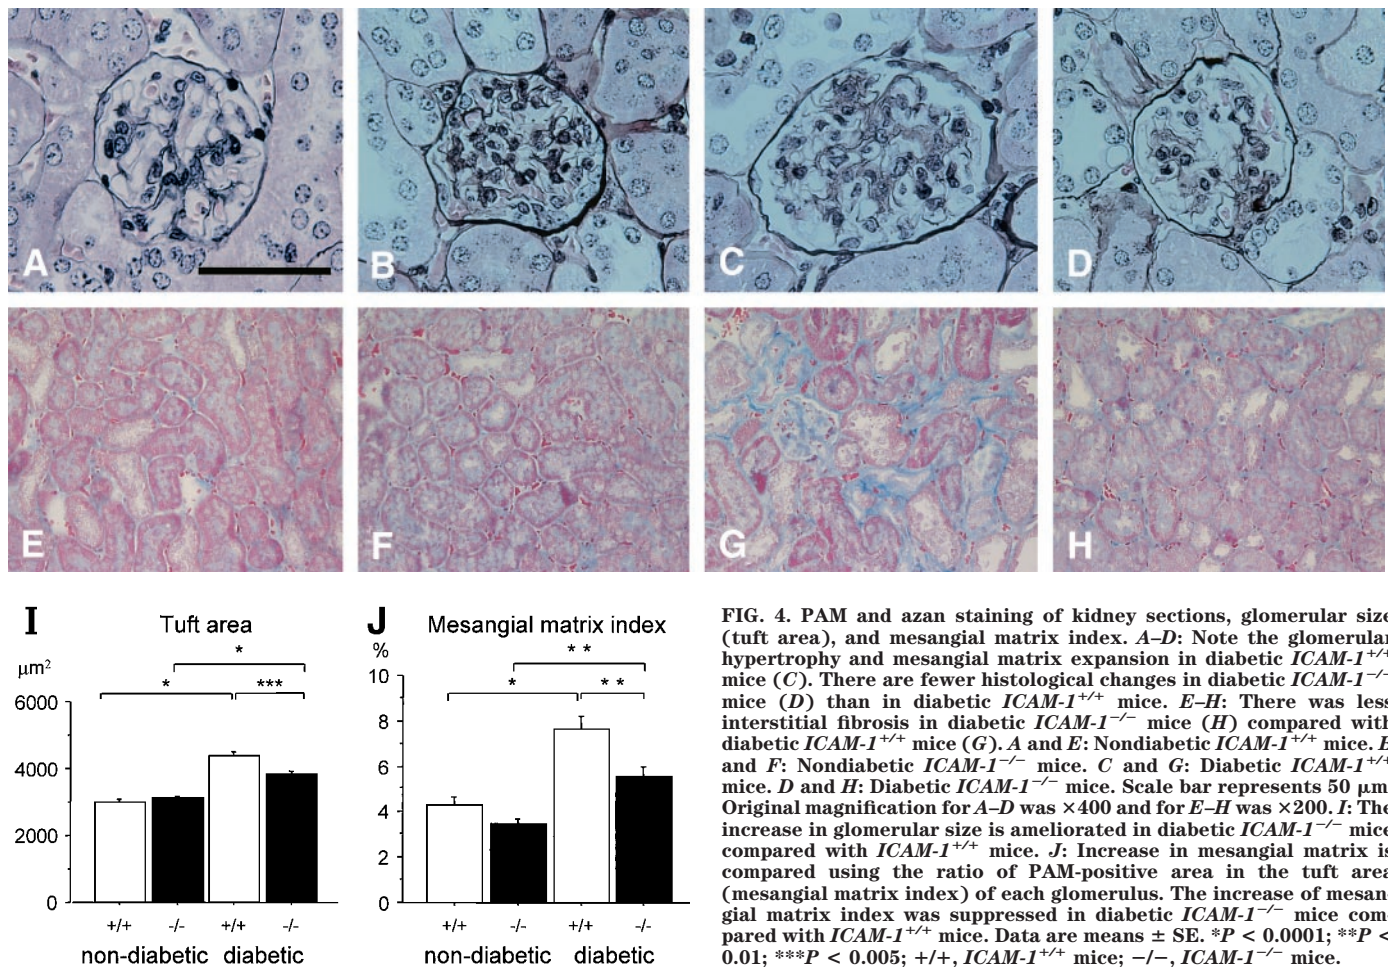 A
B
C
D
E
F
G
H
I
Tuft area
µm²
*
*
***
6000
4000
2000
0
+/+
-/-
+/+
-/-
non-diabetic
diabetic
J
Mesangial matrix index
%
* *
*
* *
10
8
6
4
2
0
+/+
-/-
+/+
-/-
non-diabetic
diabetic
FIG. 4. PAM and azan staining of kidney sections, glomerular size
(tuft area), and mesangial matrix index. A–D: Note the glomerular
hypertrophy and mesangial matrix expansion in diabetic ICAM-1+/+
mice (C). There are fewer histological changes in diabetic ICAM-1−/−
mice (D) than in diabetic ICAM-1+/+ mice. E–H: There was less
interstitial fibrosis in diabetic ICAM-1−/− mice (H) compared with
diabetic ICAM-1+/+ mice (G). A and E: Nondiabetic ICAM-1+/+ mice. B
and F: Nondiabetic ICAM-1−/− mice. C and G: Diabetic ICAM-1+/+
mice. D and H: Diabetic ICAM-1−/− mice. Scale bar represents 50 µm
Original magnification for A–D was ×400 and for E–H was ×200. I: The
increase in glomerular size is ameliorated in diabetic ICAM-1−/− mice
compared with ICAM-1+/+ mice. J: Increase in mesangial matrix is
compared using the ratio of PAM-positive area in the tuft area
(mesangial matrix index) of each glomerulus. The increase of mesan-
gial matrix index was suppressed in diabetic ICAM-1−/− mice com-
pared with ICAM-1+/+ mice. Data are means ± SE. *P < 0.0001; **P <
0.01; ***P < 0.005; +/+, ICAM-1+/+ mice; −/−, ICAM-1−/− mice.